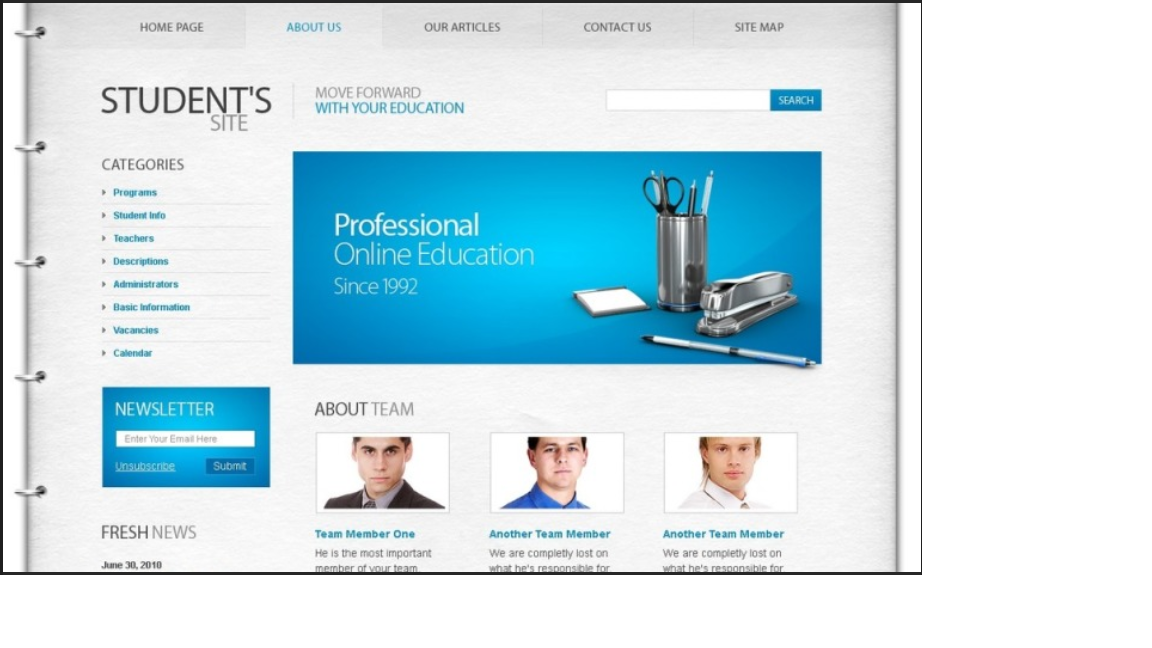 HOME PAGE
ABOUT US
OUR ARTICLES
CONTACT US
SITE MAP
STUDENT'S
SITE
MOVE FORWARD
WITH YOUR EDUCATION
SEARCH
CATEGORIES
Programs
Student Info
Teachers
Descriptions
Administrators
Basic Information
Vacancies
Calendar
Professional
Online Education
Since 1992
NEWSLETTER
Enter Your Email Here
Unsubscribe
Submit
FRESH NEWS
June 30, 2010
ABOUT TEAM
Team Member One
He is the most important
member of your team.
Another Team Member
We are completly lost on
what he's responsible for.
Another Team Member
We are completly lost on
what he's responsible for.